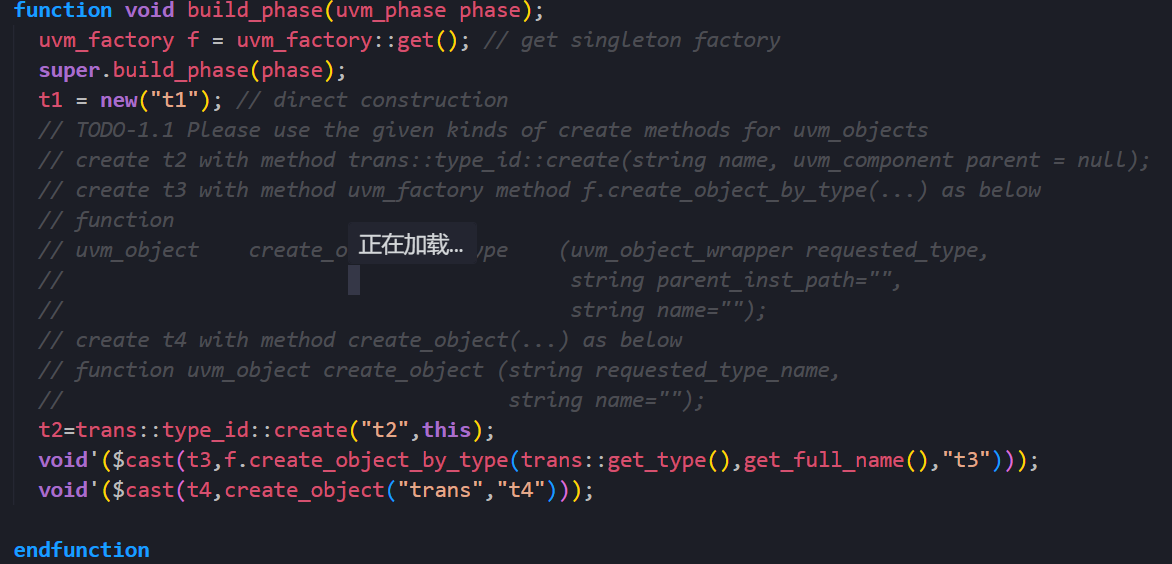 function void build_phase(uvm_phase phase);
uvm_factory f = uvm_factory::get(); // get singleton factory
super.build_phase(phase);
t1 = new("t1"); // direct construction
// TODO-1.1 Please use the given kinds of create methods for uvm_objects
// create t2 with method trans::type_id::create(string name, uvm_component parent = null);
// create t3 with method uvm_factory method f.create_object_by_type(...) as below
// function
// uvm_object    create_o 正在加载... ype    (uvm_object_wrapper requested_type,
//                                         string parent_inst_path="",
//                                         string name="");
// create t4 with method create_object(...) as below
// function uvm_object create_object (string requested_type_name,
//                                    string name="");
t2=trans::type_id::create("t2",this);
void'($cast(t3,f.create_object_by_type(trans::get_type(),get_full_name(),"t3")));
void'($cast(t4,create_object("trans","t4")));
endfunction